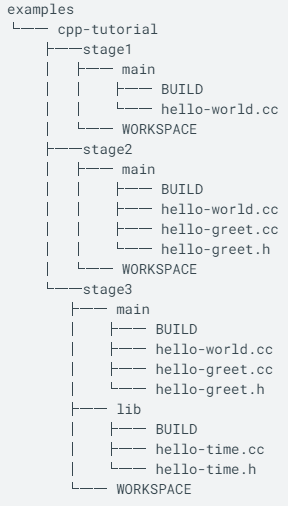 examples
└── cpp-tutorial
    ├──stage1
    │  ├── main
    │  │   ├── BUILD
    │  │   └── hello-world.cc
    │  └── WORKSPACE
    ├──stage2
    │  ├── main
    │  │   ├── BUILD
    │  │   ├── hello-world.cc
    │  │   ├── hello-greet.cc
    │  │   └── hello-greet.h
    │  └── WORKSPACE
    └──stage3
       ├── main
       │   ├── BUILD
       │   ├── hello-world.cc
       │   ├── hello-greet.cc
       │   └── hello-greet.h
       ├── lib
       │   ├── BUILD
       │   ├── hello-time.cc
       │   └── hello-time.h
       └── WORKSPACE